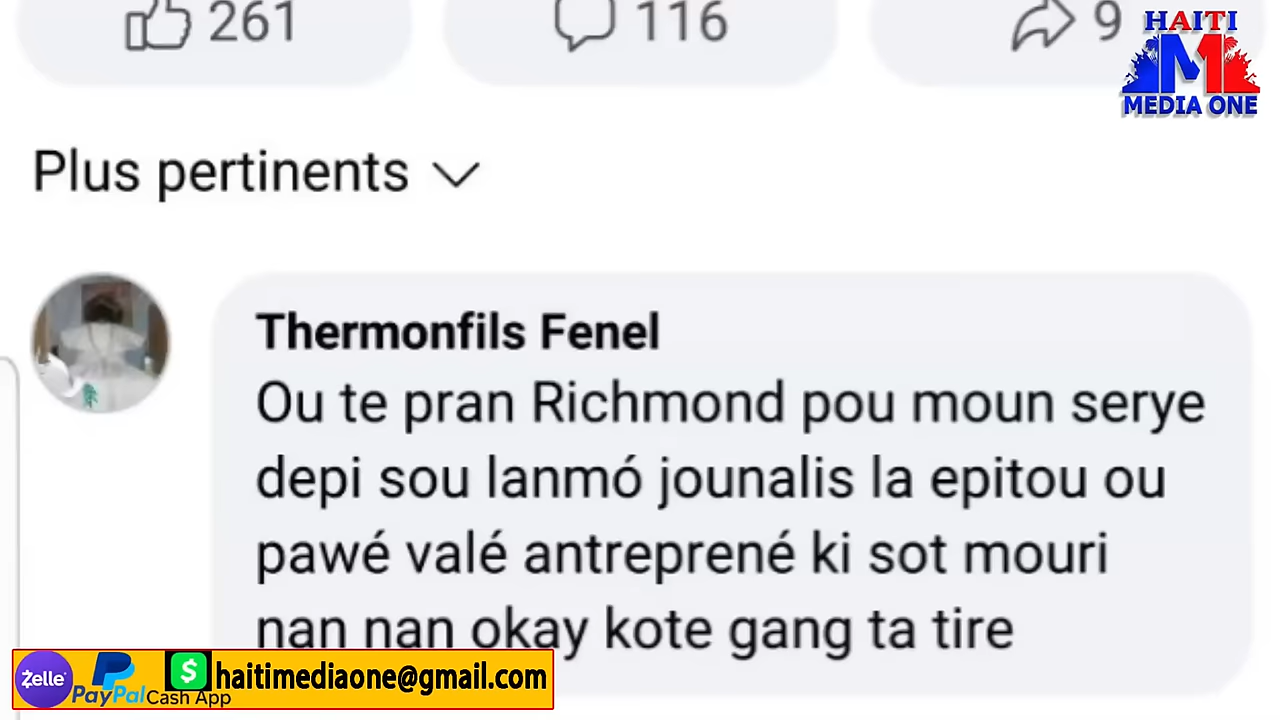 261
116
9
HAITI
M
MEDIA ONE
Plus pertinents
Thermonfils Fenel
Ou te pran Richmond pou moun serye
depi sou lanmó jounalis la epitou ou
pawé valé antreprené ki sot mouri
nan nan okay kote gang ta tire
Zelle
PayPal
$
Cash App
haitimediaone@gmail.com